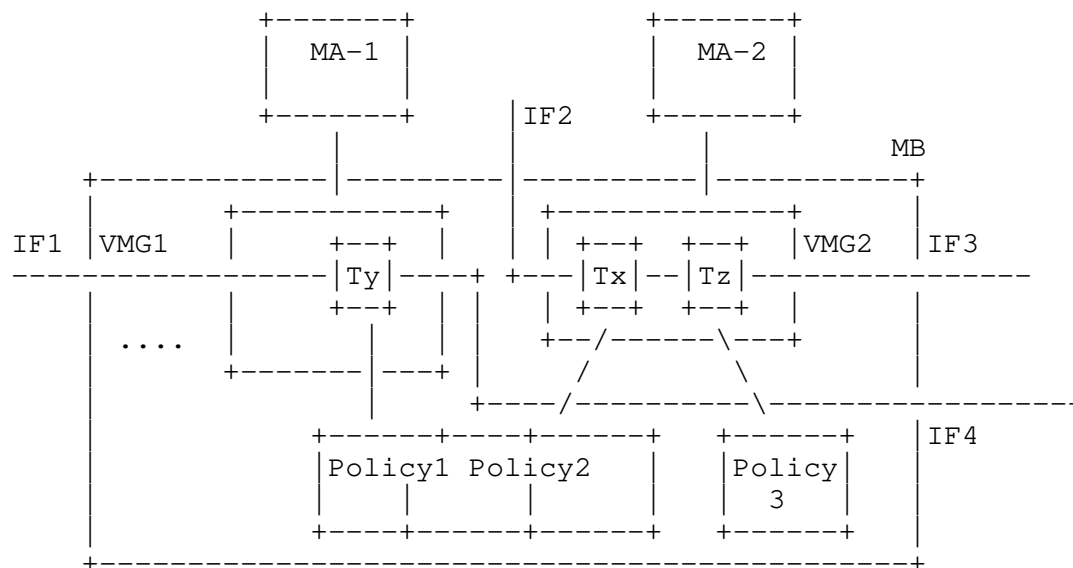 MA-1 MA-2
IF2
MB
IF1 VMG1 VMG2 IF3
Ty Tx Tz
....
IF4
Policy1 Policy2 Policy
3